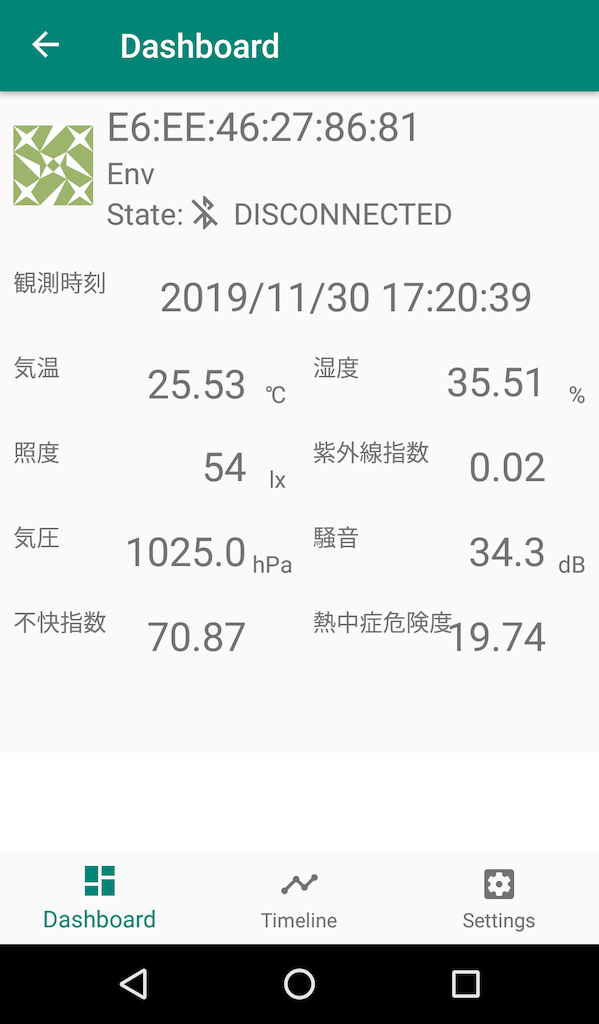 Dashboard
E6:EE:46:27:86:81
Env
State: DISCONNECTED
観測時刻 2019/11/30 17:20:39
気温 25.53 ℃ 湿度 35.51 %
照度 54 lx 紫外線指数 0.02
気圧 1025.0 hPa 騒音 34.3 dB
不快指数 70.87 熱中症危険度 19.74
Dashboard Timeline Settings